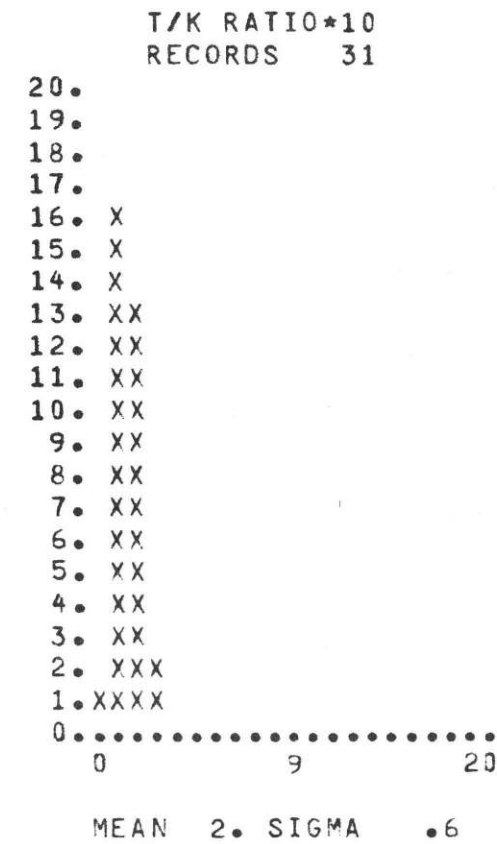 T/K RATIO*10
RECORDS 31
20.
19.
18.
17.
16. X
15. X
14. X
13. XX
12. XX
11. XX
10. XX
9. XX
8. XX
7. XX
6. XX
5. XX
4. XX
3. XX
2. XXX
1.XXXX
0......................
0 9 20
MEAN 2. SIGMA .6